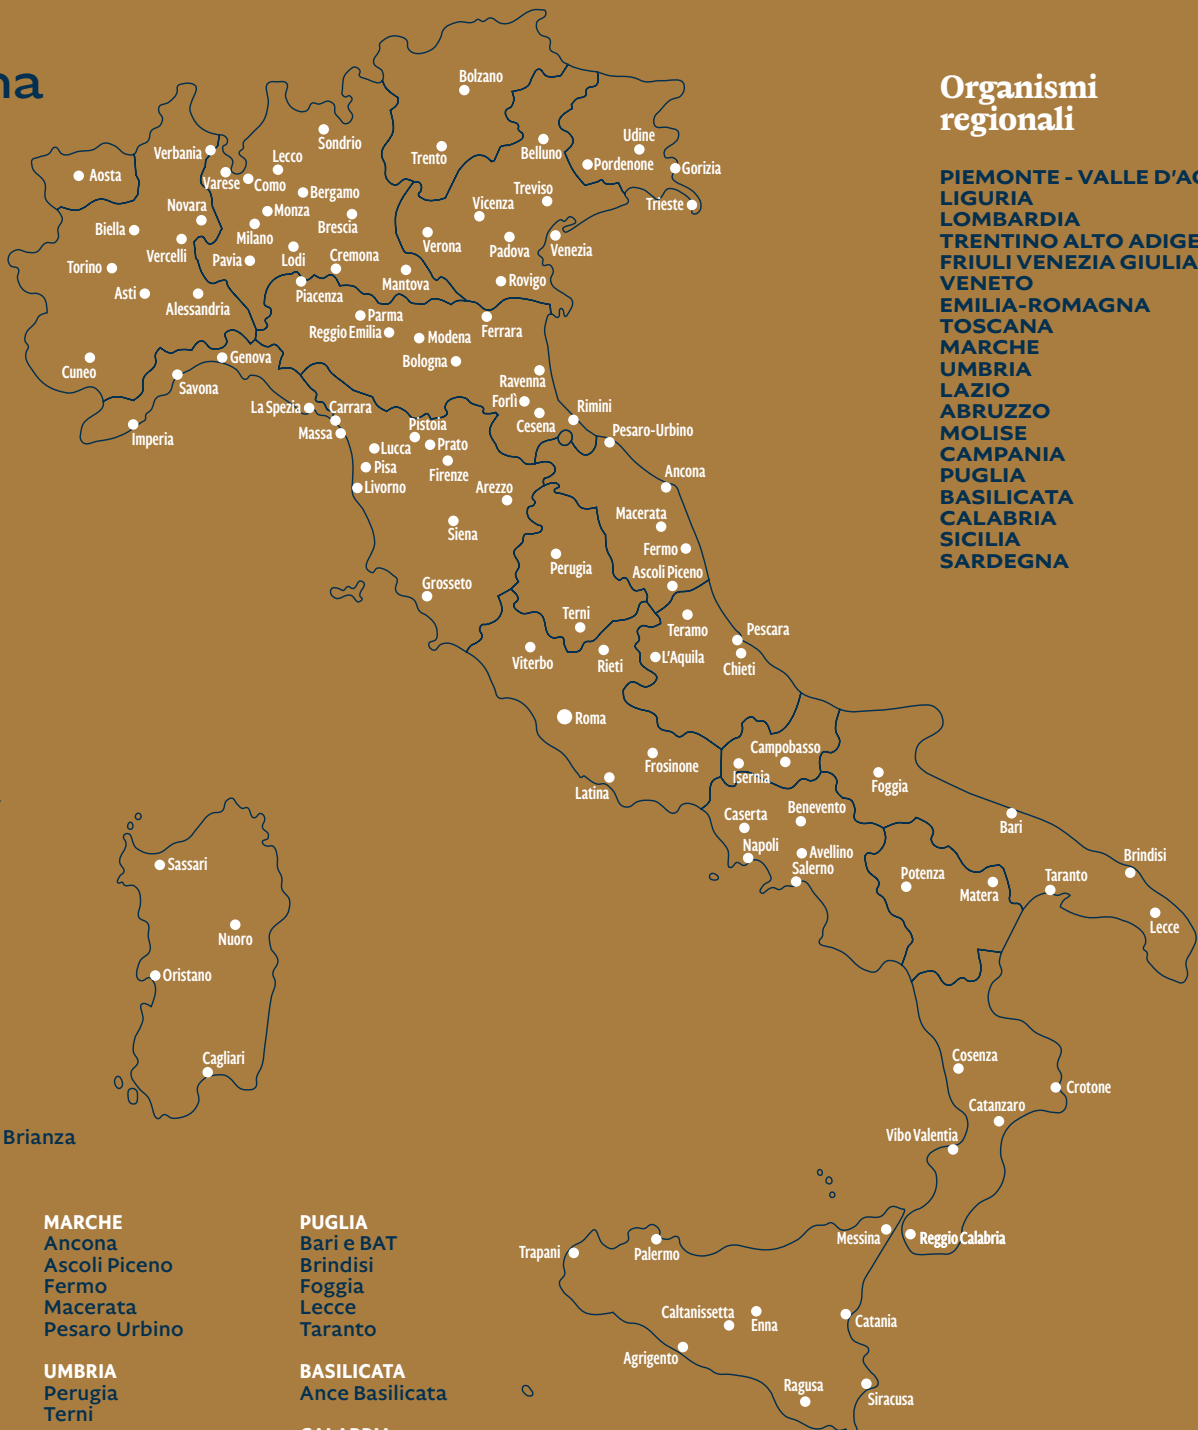 na
Organismi
regionali
PIEMONTE - VALLE D'AO
LIGURIA
LOMBARDIA
TRENTINO ALTO ADIGE
FRIULI VENEZIA GIULIA
VENETO
EMILIA-ROMAGNA
TOSCANA
MARCHE
UMBRIA
LAZIO
ABRUZZO
MOLISE
CAMPANIA
PUGLIA
BASILICATA
CALABRIA
SICILIA
SARDEGNA
Bolzano
Sondrio
Udine
Verbania
Lecco
Trento
Belluno
Pordenone
Gorizia
Aosta
Varese
Como
Bergamo
Treviso
Novara
Monza
Vicenza
Trieste
Biella
Milano
Brescia
Verona
Padova
Venezia
Vercelli
Pavia
Lodi
Cremona
Torino
Mantova
Rovigo
Asti
Piacenza
Alessandria
Parma
Reggio Emilia
Modena
Ferrara
Cuneo
Genova
Bologna
Savona
Ravenna
La Spezia
Carrara
Forlì
Rimini
Imperia
Massa
Pistoia
Cesena
Pesaro-Urbino
Lucca
Prato
Pisa
Firenze
Ancona
Livorno
Arezzo
Macerata
Siena
Fermo
Perugia
Ascoli Piceno
Grosseto
Terni
Teramo
Pescara
Viterbo
Rieti
L'Aquila
Chieti
Roma
Campobasso
Frosinone
Isernia
Latina
Foggia
Caserta
Benevento
Bari
Napoli
Avellino
Salerno
Brindisi
Sassari
Potenza
Matera
Taranto
Lecce
Nuoro
Oristano
Cagliari
Cosenza
Crotone
Catanzaro
Vibo Valentia
Messina
Reggio Calabria
Trapani
Palermo
Caltanissetta
Enna
Catania
Agrigento
Ragusa
Siracusa
Brianza
MARCHE
Ancona
Ascoli Piceno
Fermo
Macerata
Pesaro Urbino
UMBRIA
Perugia
Terni
PUGLIA
Bari e BAT
Brindisi
Foggia
Lecce
Taranto
BASILICATA
Ance Basilicata
CALABRIA